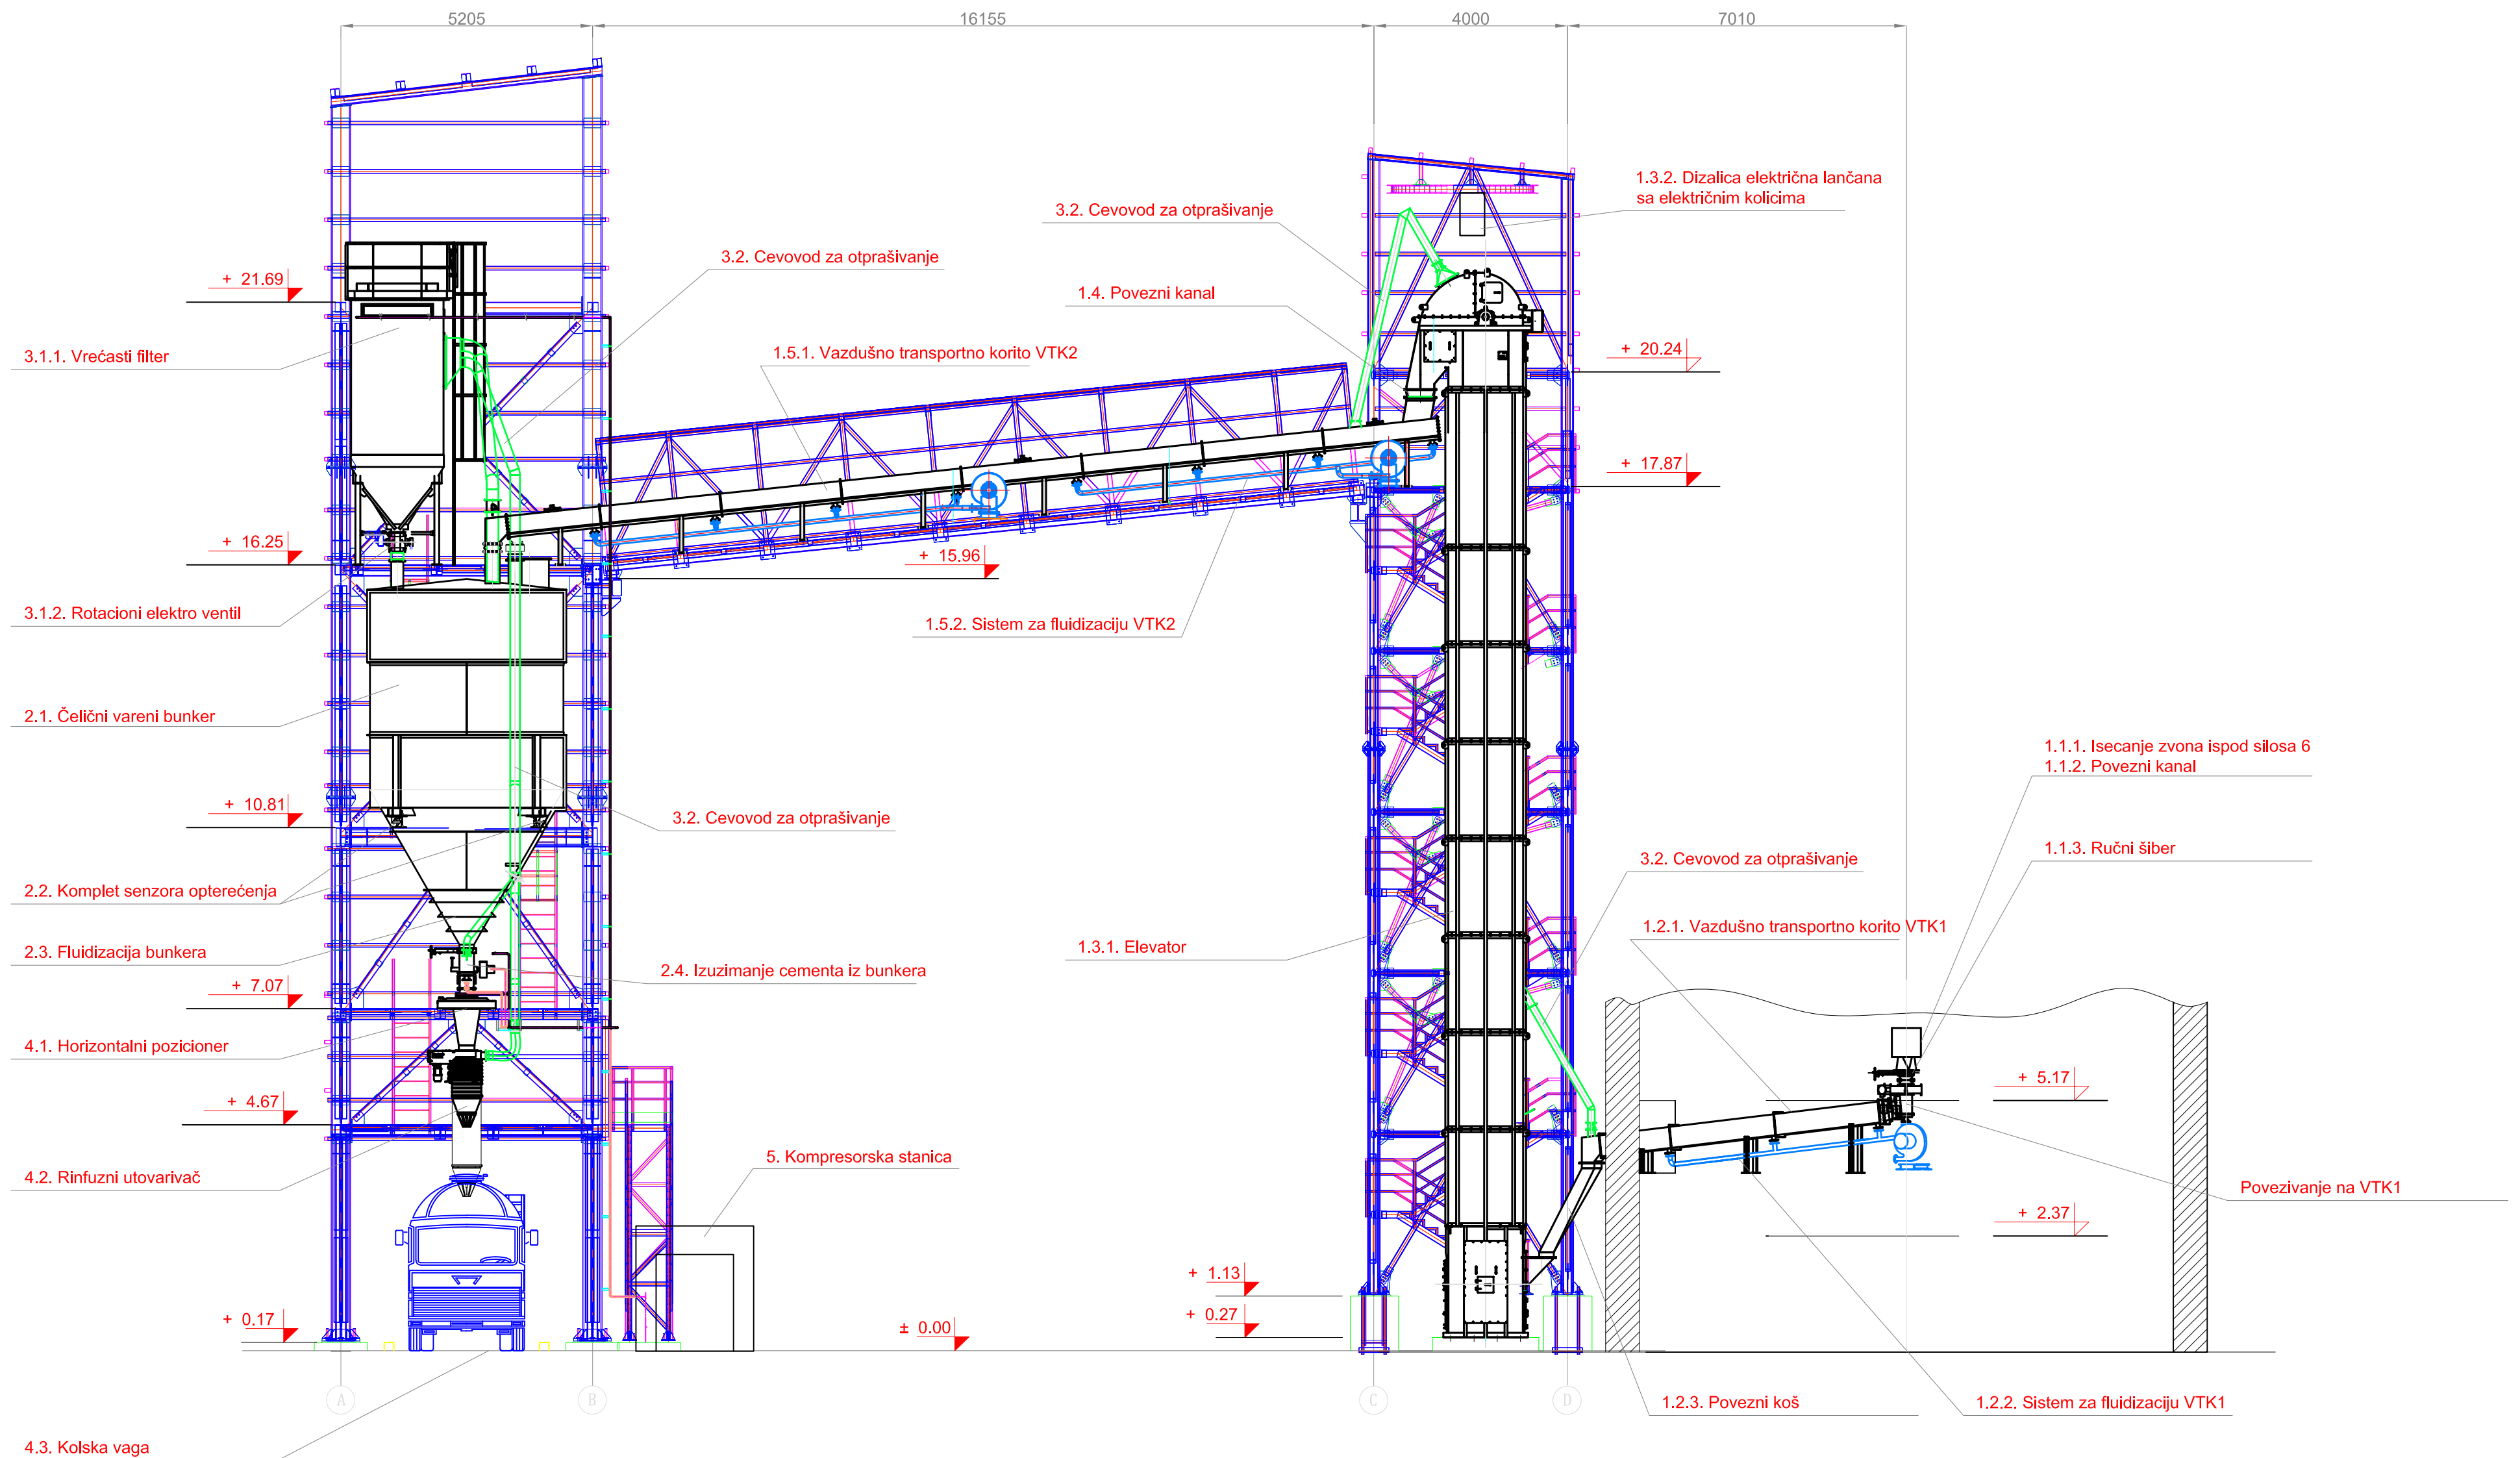 5205
16155
4000
7010
1.3.2. Dizalica električna lančana
sa električnim kolicima
3.2. Cevovod za otprašivanje
3.2. Cevovod za otprašivanje
+ 21.69
1.4. Povezni kanal
3.1.1. Vrećasti filter
1.5.1. Vazdušno transportno korito VTK2
+ 20.24
+ 17.87
+ 16.25
+ 15.96
3.1.2. Rotacioni elektro ventil
1.5.2. Sistem za fluidizaciju VTK2
2.1. Čelični vareni bunker
1.1.1. Isecanje zvona ispod silosa 6
1.1.2. Povezni kanal
+ 10.81
3.2. Cevovod za otprašivanje
1.1.3. Ručni šiber
3.2. Cevovod za otprašivanje
2.2. Komplet senzora opterećenja
1.2.1. Vazdušno transportno korito VTK1
2.3. Fluidizacija bunkera
1.3.1. Elevator
2.4. Izuzimanje cementa iz bunkera
+ 7.07
4.1. Horizontalni pozicioner
+ 5.17
+ 4.67
5. Kompresorska stanica
4.2. Rinfuzni utovarivač
Povezivanje na VTK1
+ 2.37
+ 1.13
+ 0.27
+ 0.17
± 0.00
A
B
C
D
1.2.3. Povezni koš
1.2.2. Sistem za fluidizaciju VTK1
4.3. Kolska vaga